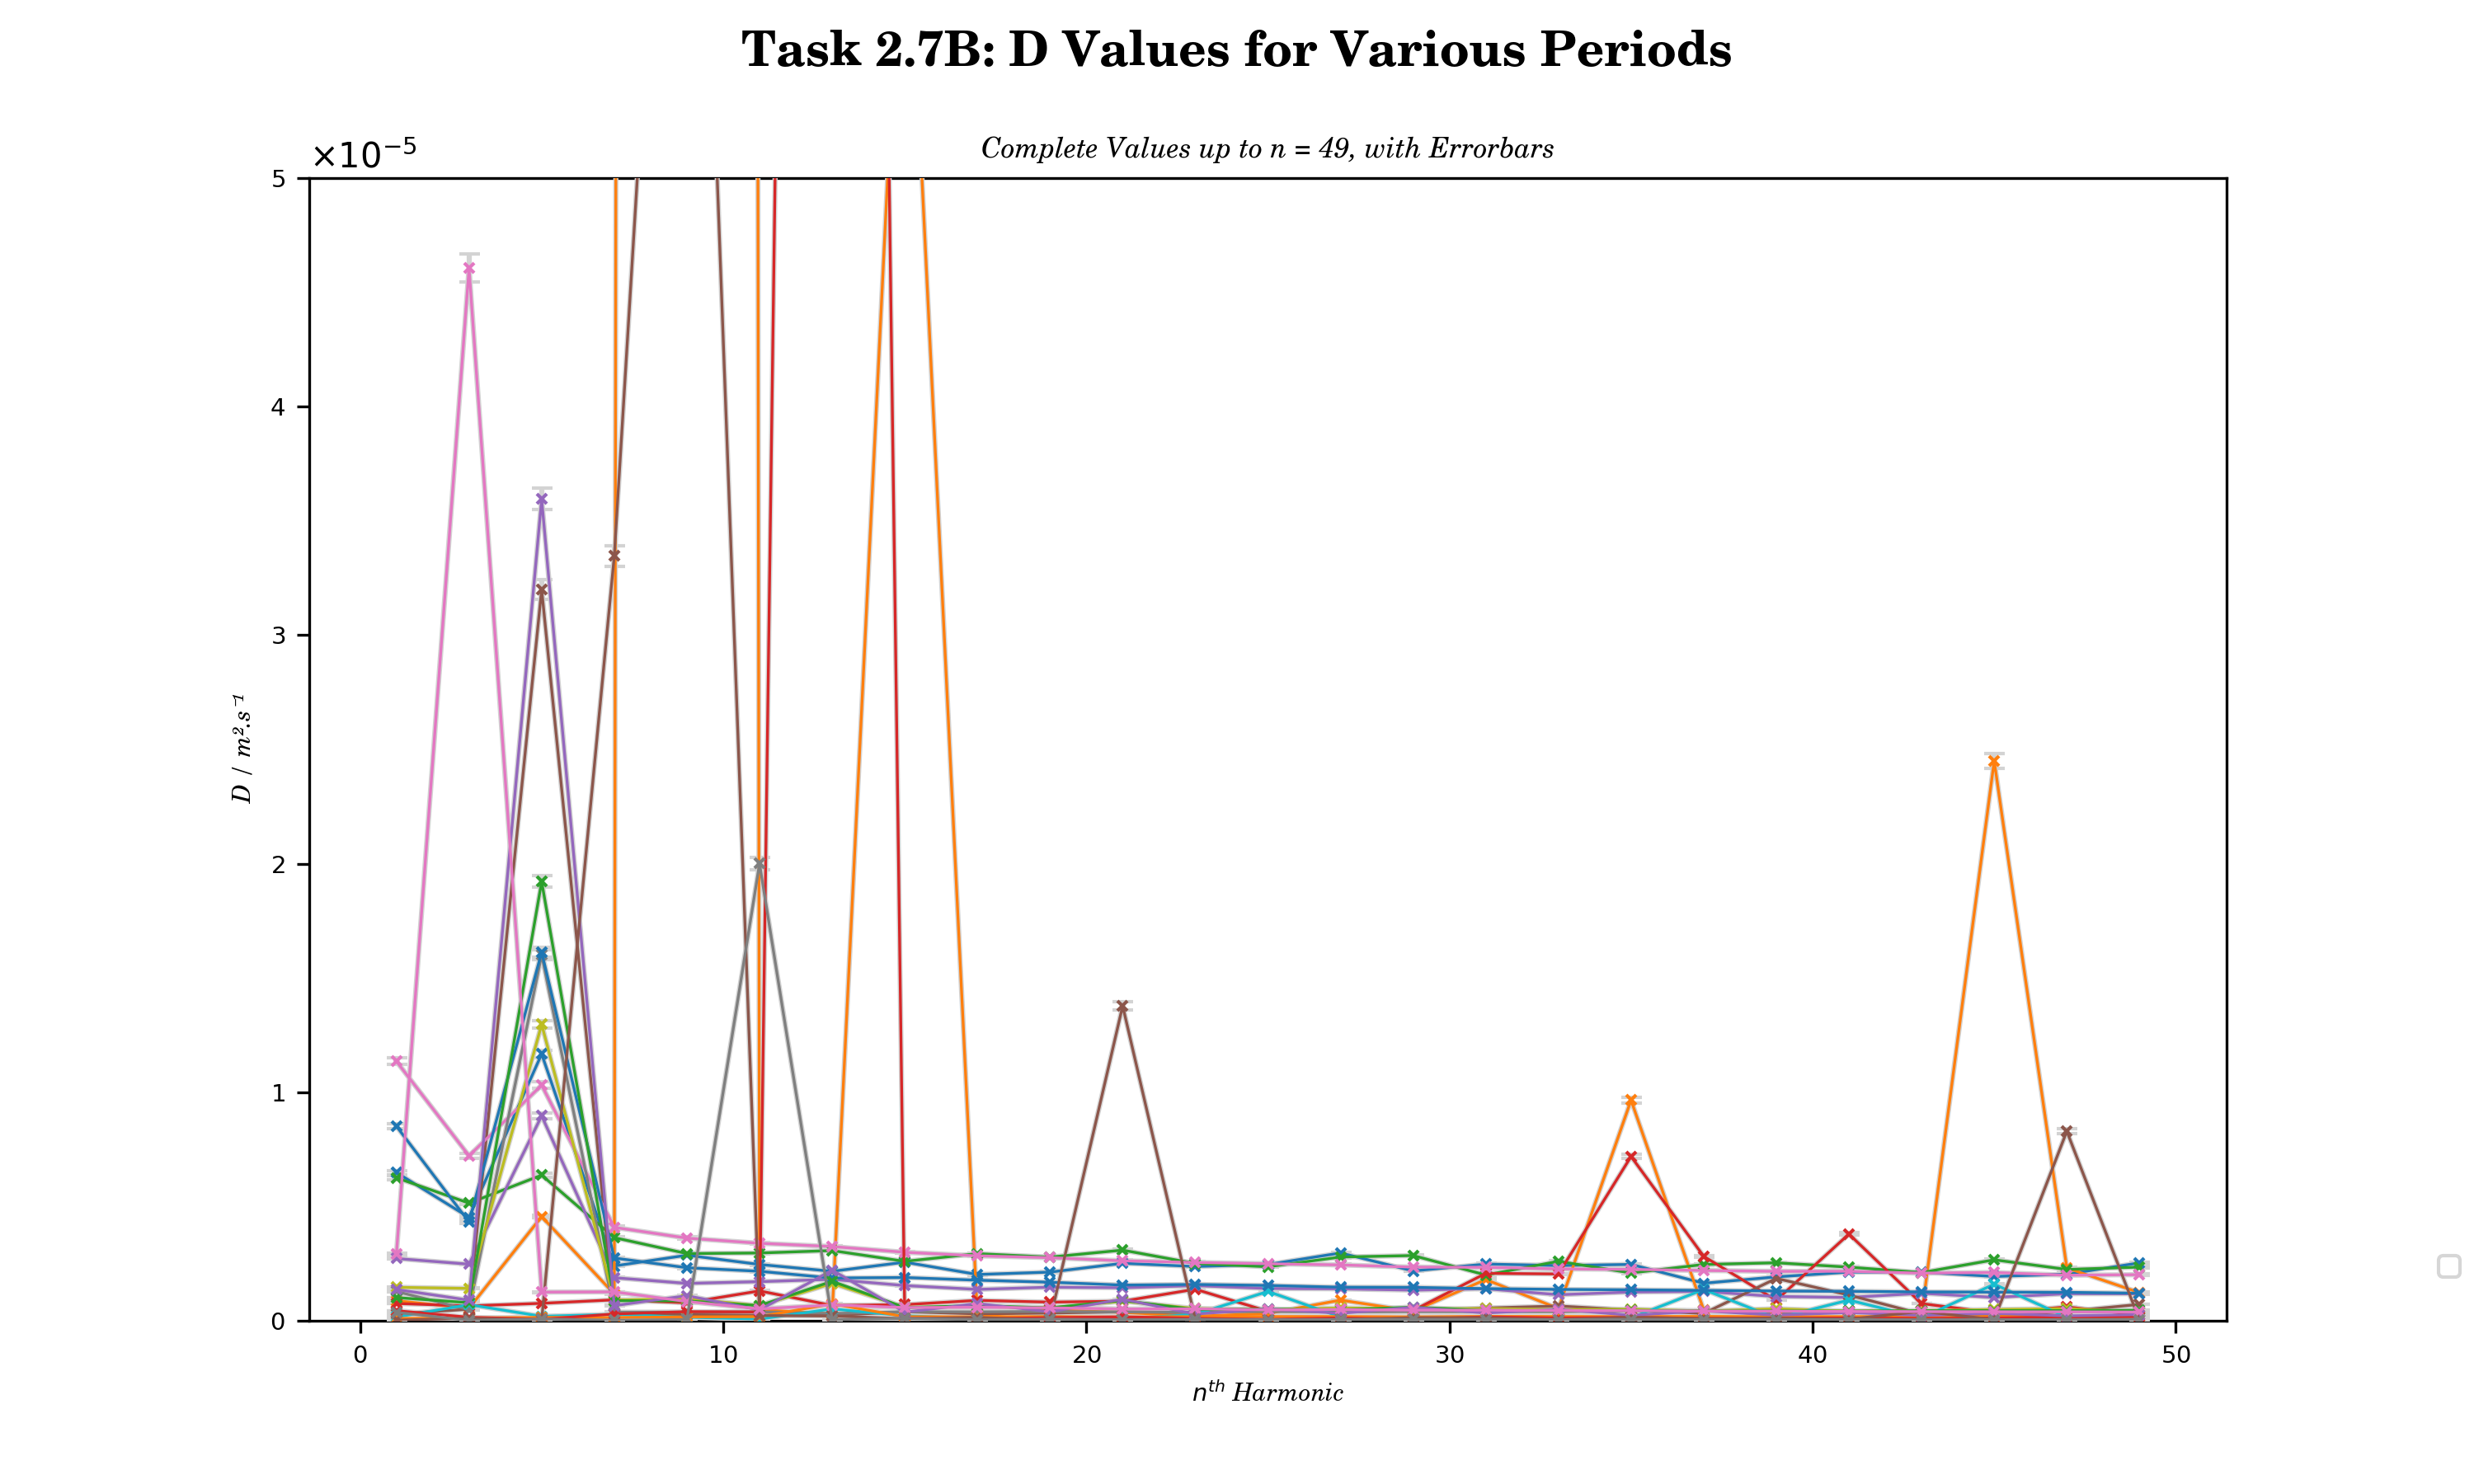 Task 2.7B: D Values for Various Periods
Complete Values up to n = 49, with Errorbars
×10⁻⁵
5
4
3
2
1
0
D / m².s⁻¹
0 10 20 30 40 50
nᵗʰ Harmonic